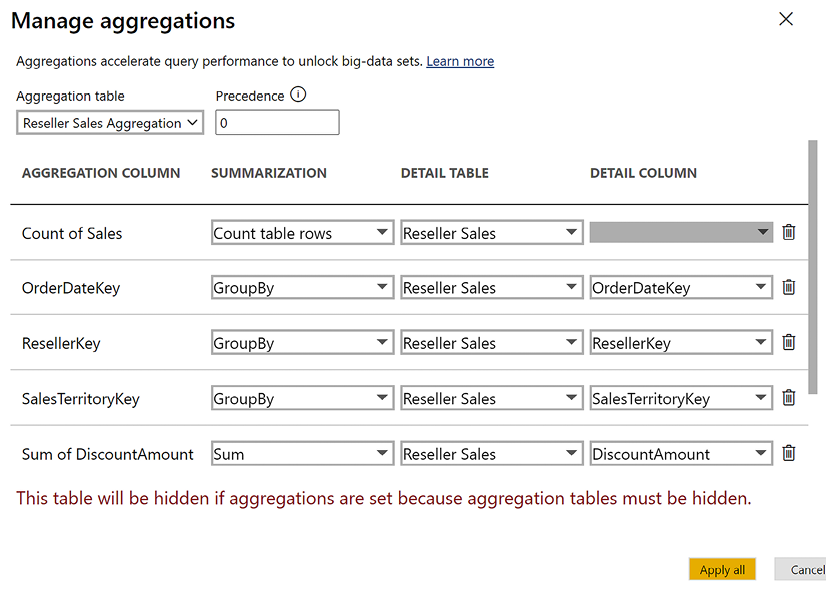 Manage aggregations
Aggregations accelerate query performance to unlock big-data sets. Learn more
Aggregation table Precedence
Reseller Sales Aggregation 0
AGGREGATION COLUMN SUMMARIZATION DETAIL TABLE DETAIL COLUMN
Count of Sales Count table rows Reseller Sales
OrderDateKey GroupBy Reseller Sales OrderDateKey
ResellerKey GroupBy Reseller Sales ResellerKey
SalesTerritoryKey GroupBy Reseller Sales SalesTerritoryKey
Sum of DiscountAmount Sum Reseller Sales DiscountAmount
This table will be hidden if aggregations are set because aggregation tables must be hidden.
Apply all Cancel